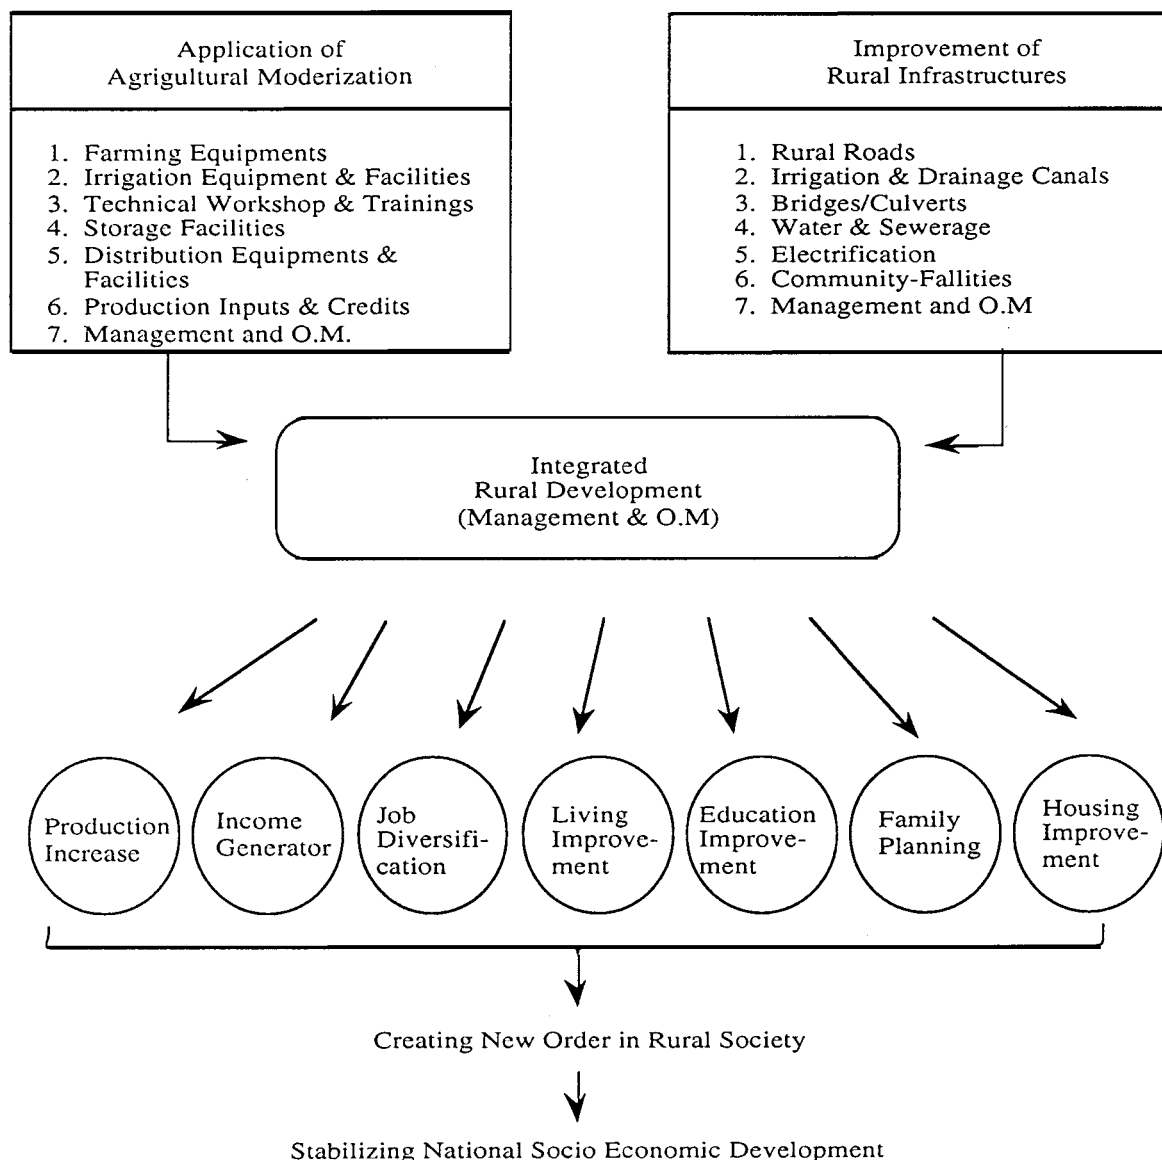 Application of
Agrigultural Moderization
1. Farming Equipments
2. Irrigation Equipment & Facilities
3. Technical Workshop & Trainings
4. Storage Facilities
5. Distribution Equipments &
Facilities
6. Production Inputs & Credits
7. Management and O.M.
Improvement of
Rural Infrastructures
1. Rural Roads
2. Irrigation & Drainage Canals
3. Bridges/Culverts
4. Water & Sewerage
5. Electrification
6. Community-Fallities
7. Management and O.M
Integrated
Rural Development
(Management & O.M)
Production
Increase
Income
Generator
Job
Diversifi-
cation
Living
Improve-
ment
Education
Improve-
ment
Family
Planning
Housing
Improve-
ment
Creating New Order in Rural Society
Stabilizing National Socio Economic Development